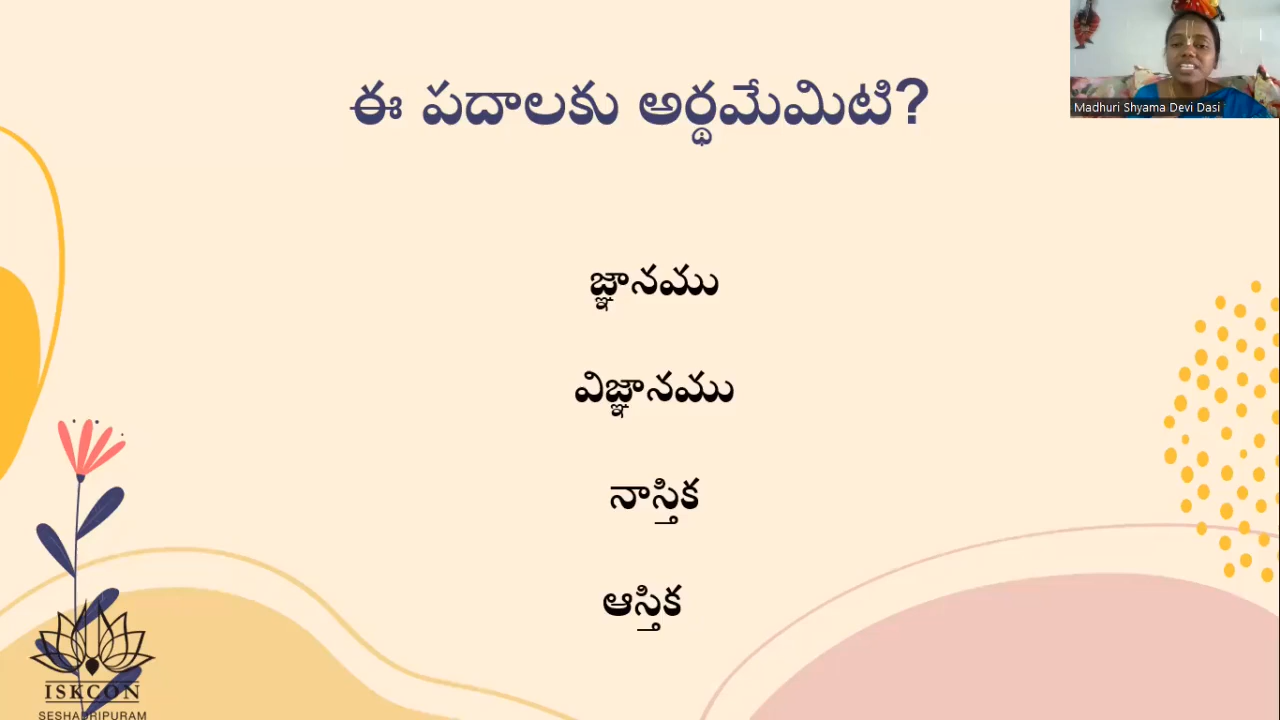 ఈ పదాలకు అర్థమేమిటి?
Madhuri Shyama Devi Dasi
జ్ఞానము
విజ్ఞానము
నాస్తిక
ఆస్తిక
ISKCON
SESHADRIPURAM